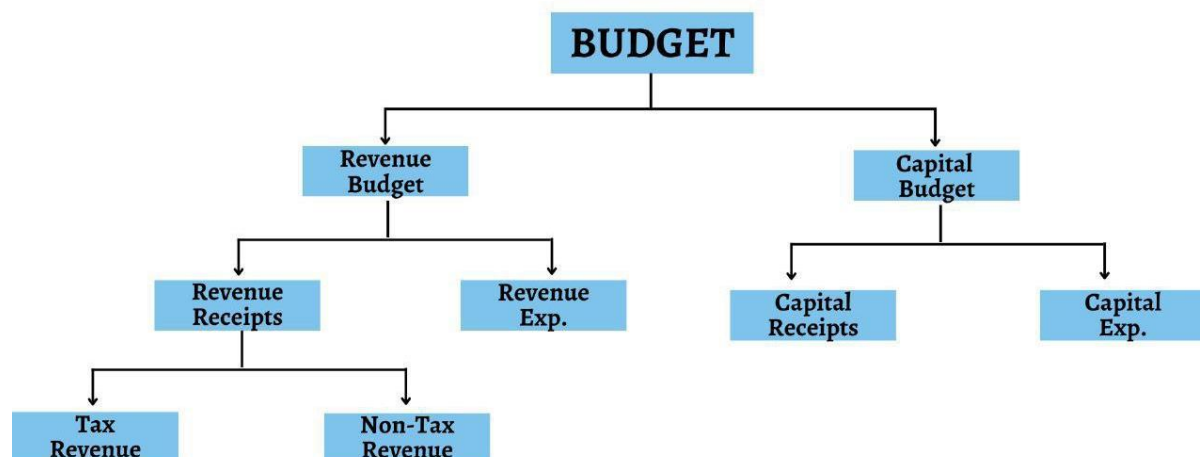 BUDGET
Revenue
Budget
Capital
Budget
Revenue
Receipts
Revenue
Exp.
Capital
Receipts
Capital
Exp.
Tax
Revenue
Non-Tax
Revenue